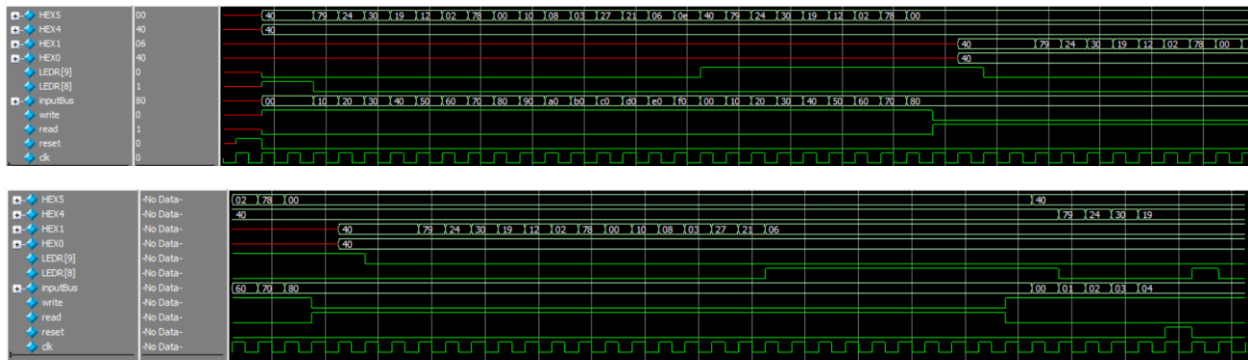 HEX5 00 40 79 24 30 19 12 02 78 00 10 08 03 27 21 06 0e 40 79 24 30 19 12 02 78 00
HEX4 40 40
HEX1 06 40 79 24 30 19 12 02 78 00
HEX0 40 40
LEDR[9] 0
LEDR[8] 1
inputBus 80 00 10 20 30 40 50 60 70 80 90 a0 b0 c0 d0 e0 f0 00 10 20 30 40 50 60 70 80
write 0
read 1
reset 0
clk 0
HEX5 -No Data- 02 78 00 40
HEX4 -No Data- 40 79 24 30 19
HEX1 -No Data- 40 79 24 30 19 12 02 78 00 10 08 03 27 21 06
HEX0 -No Data- 40
LEDR[9] -No Data-
LEDR[8] -No Data-
inputBus -No Data- 60 70 80 00 01 02 03 04
write -No Data-
read -No Data-
reset -No Data-
clk -No Data-